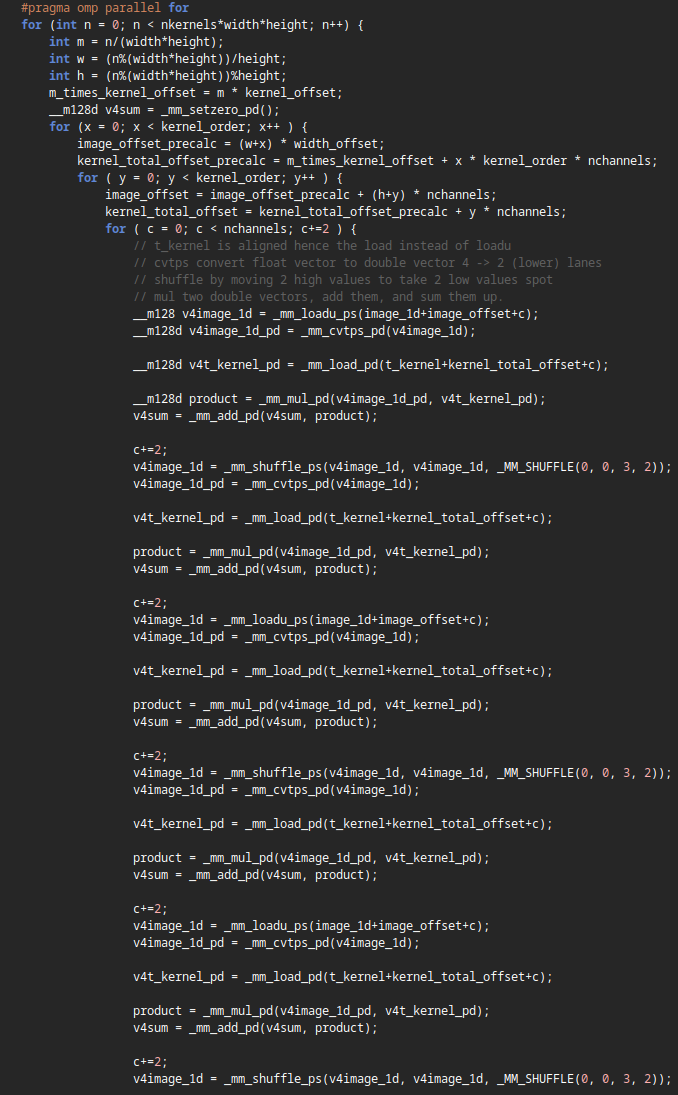 #pragma omp parallel for
for (int n = 0; n < nkernels*width*height; n++) {
    int m = n/(width*height);
    int w = (n%(width*height))/height;
    int h = (n%(width*height))%height;
    m_times_kernel_offset = m * kernel_offset;
    __m128d v4sum = _mm_setzero_pd();
    for (x = 0; x < kernel_order; x++ ) {
        image_offset_precalc = (w+x) * width_offset;
        kernel_total_offset_precalc = m_times_kernel_offset + x * kernel_order * nchannels;
        for ( y = 0; y < kernel_order; y++ ) {
            image_offset = image_offset_precalc + (h+y) * nchannels;
            kernel_total_offset = kernel_total_offset_precalc + y * nchannels;
            for ( c = 0; c < nchannels; c+=2 ) {
                // t_kernel is aligned hence the load instead of loadu
                // cvtps convert float vector to double vector 4 -> 2 (lower) lanes
                // shuffle by moving 2 high values to take 2 low values spot
                // mul two double vectors, add them, and sum them up.
                __m128 v4image_1d = _mm_loadu_ps(image_1d+image_offset+c);
                __m128d v4image_1d_pd = _mm_cvtps_pd(v4image_1d);

                __m128d v4t_kernel_pd = _mm_load_pd(t_kernel+kernel_total_offset+c);

                __m128d product = _mm_mul_pd(v4image_1d_pd, v4t_kernel_pd);
                v4sum = _mm_add_pd(v4sum, product);

                c+=2;
                v4image_1d = _mm_shuffle_ps(v4image_1d, v4image_1d, _MM_SHUFFLE(0, 0, 3, 2));
                v4image_1d_pd = _mm_cvtps_pd(v4image_1d);

                v4t_kernel_pd = _mm_load_pd(t_kernel+kernel_total_offset+c);

                product = _mm_mul_pd(v4image_1d_pd, v4t_kernel_pd);
                v4sum = _mm_add_pd(v4sum, product);

                c+=2;
                v4image_1d = _mm_loadu_ps(image_1d+image_offset+c);
                v4image_1d_pd = _mm_cvtps_pd(v4image_1d);

                v4t_kernel_pd = _mm_load_pd(t_kernel+kernel_total_offset+c);

                product = _mm_mul_pd(v4image_1d_pd, v4t_kernel_pd);
                v4sum = _mm_add_pd(v4sum, product);

                c+=2;
                v4image_1d = _mm_shuffle_ps(v4image_1d, v4image_1d, _MM_SHUFFLE(0, 0, 3, 2));
                v4image_1d_pd = _mm_cvtps_pd(v4image_1d);

                v4t_kernel_pd = _mm_load_pd(t_kernel+kernel_total_offset+c);

                product = _mm_mul_pd(v4image_1d_pd, v4t_kernel_pd);
                v4sum = _mm_add_pd(v4sum, product);

                c+=2;
                v4image_1d = _mm_loadu_ps(image_1d+image_offset+c);
                v4image_1d_pd = _mm_cvtps_pd(v4image_1d);

                v4t_kernel_pd = _mm_load_pd(t_kernel+kernel_total_offset+c);

                product = _mm_mul_pd(v4image_1d_pd, v4t_kernel_pd);
                v4sum = _mm_add_pd(v4sum, product);

                c+=2;
                v4image_1d = _mm_shuffle_ps(v4image_1d, v4image_1d, _MM_SHUFFLE(0, 0, 3, 2));